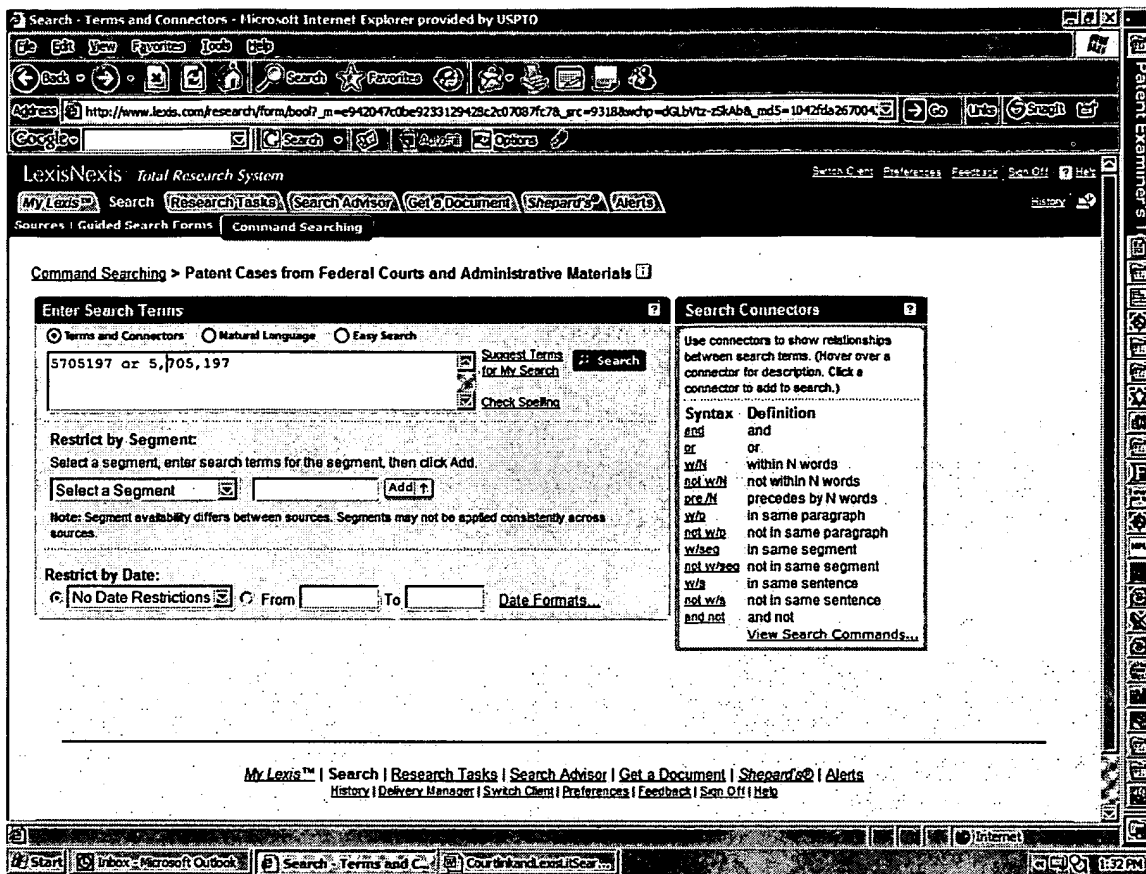 Search - Terms and Connectors - Microsoft Internet Explorer provided by USPTO
File Edit View Favorites Tools Help
Back Search Favorites
Address http://www.lexis.com/research/form/bool?_m=e942047c0be9233129428c2c07087fc7&_src=9318&wchp=dGLbVtz-zSkAb&_md5=1042fda267004 Go Links SnagIt
Google Search AutoFill Options
Patent Examiner's
LexisNexis Total Research System
Switch Client Preferences Feedback Sign Off ? Help
My Lexis™ Search Research Tasks Search Advisor Get a Document Shepard's® Alerts
History
Sources Guided Search Forms Command Searching
Command Searching > Patent Cases from Federal Courts and Administrative Materials i
Enter Search Terms ?
Terms and Connectors Natural Language Easy Search
5705197 or 5,705,197
Suggest Terms
for My Search
Search
Check Spelling
Restrict by Segment:
Select a segment, enter search terms for the segment, then click Add.
Select a Segment Add
Note: Segment availability differs between sources. Segments may not be applied consistently across
sources.
Restrict by Date:
No Date Restrictions From To Date Formats...
Search Connectors ?
Use connectors to show relationships
between search terms. (Hover over a
connector for description. Click a
connector to add to search.)
Syntax Definition
and and
or or
w/N within N words
not w/N not within N words
pre /N precedes by N words
w/p in same paragraph
not w/p not in same paragraph
w/seg in same segment
not w/seg not in same segment
w/s in same sentence
not w/s not in same sentence
and not and not
View Search Commands...
My Lexis™ | Search | Research Tasks | Search Advisor | Get a Document | Shepard's® | Alerts
History | Delivery Manager | Switch Client | Preferences | Feedback | Sign Off | Help
Internet
Start Inbox - Microsoft Outlook Search - Terms and C... CourtlinkandLexisLitSear... 1:32 PM